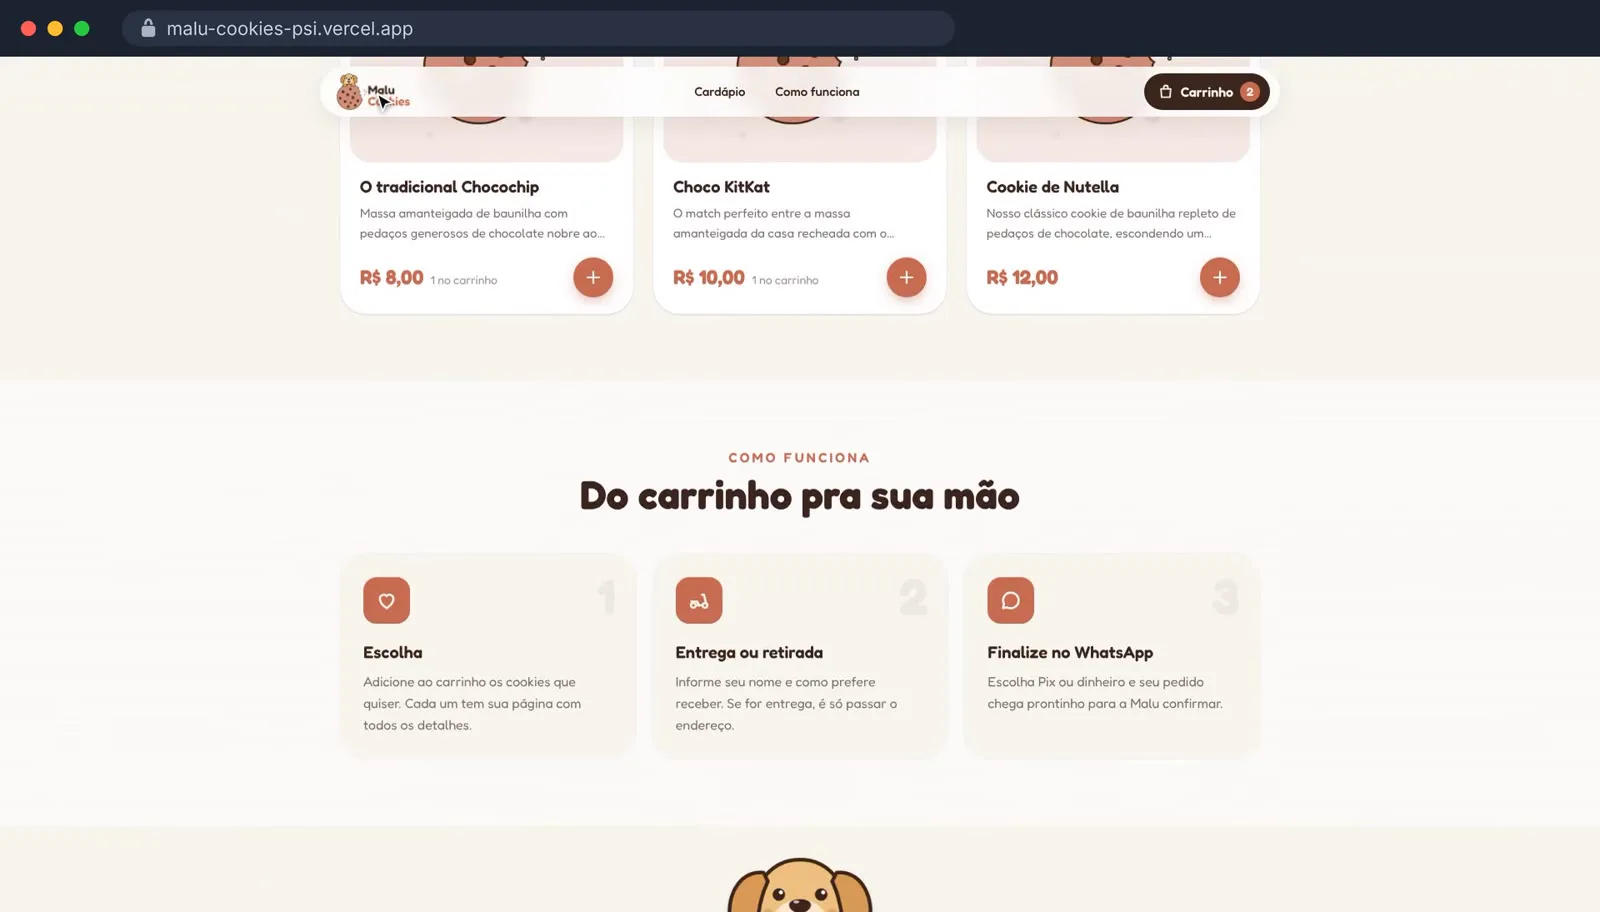 malu-cookies-psi.vercel.app
Malu
Cookies
Cardápio
Como funciona
Carrinho 2
O tradicional Chocochip
Massa amanteigada de baunilha com
pedaços generosos de chocolate nobre ao...
R$ 8,00 1 no carrinho
Choco KitKat
O match perfeito entre a massa
amanteigada da casa recheada com o...
R$ 10,00 1 no carrinho
Cookie de Nutella
Nosso clássico cookie de baunilha repleto de
pedaços de chocolate, escondendo um...
R$ 12,00
COMO FUNCIONA
Do carrinho pra sua mão
1
Escolha
Adicione ao carrinho os cookies que
quiser. Cada um tem sua página com
todos os detalhes.
2
Entrega ou retirada
Informe seu nome e como prefere
receber. Se for entrega, é só passar o
endereço.
3
Finalize no WhatsApp
Escolha Pix ou dinheiro e seu pedido
chega prontinho para a Malu confirmar.